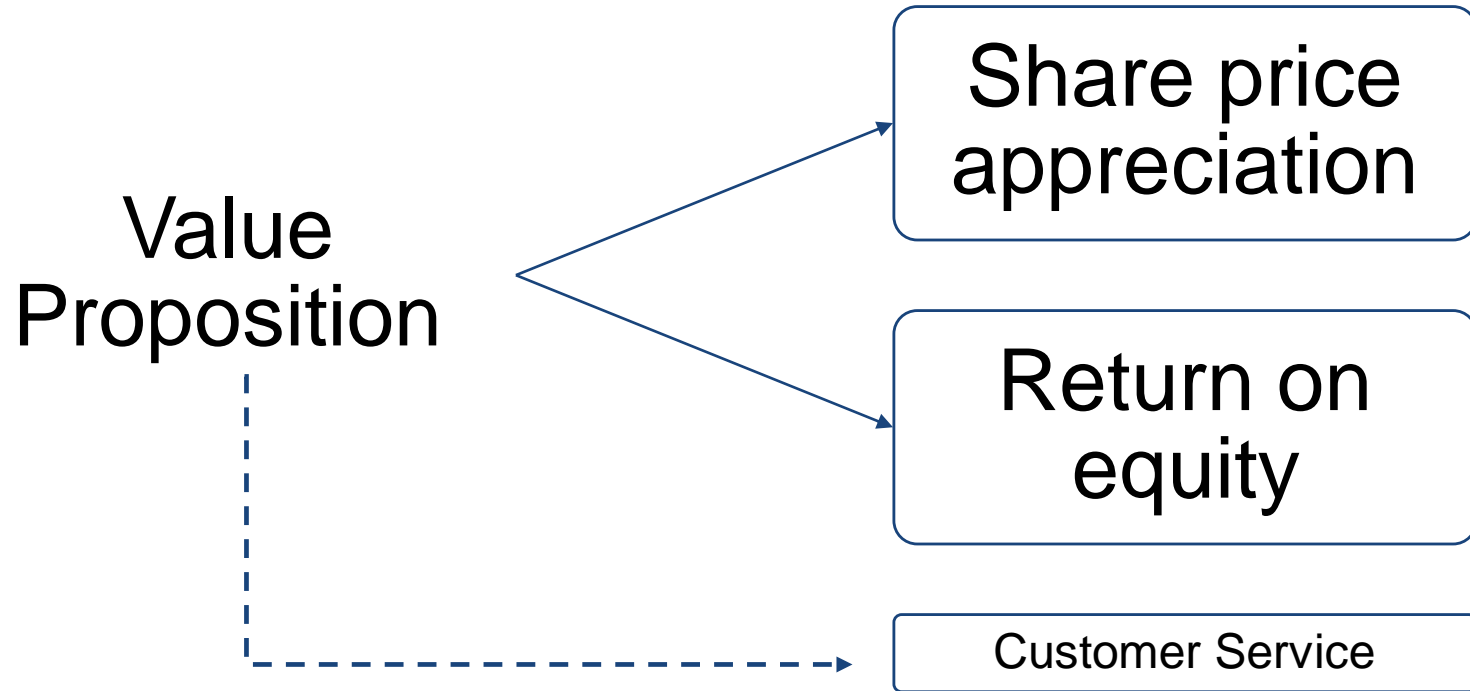 Value
Proposition
Share price
appreciation
Return on
equity
Customer Service